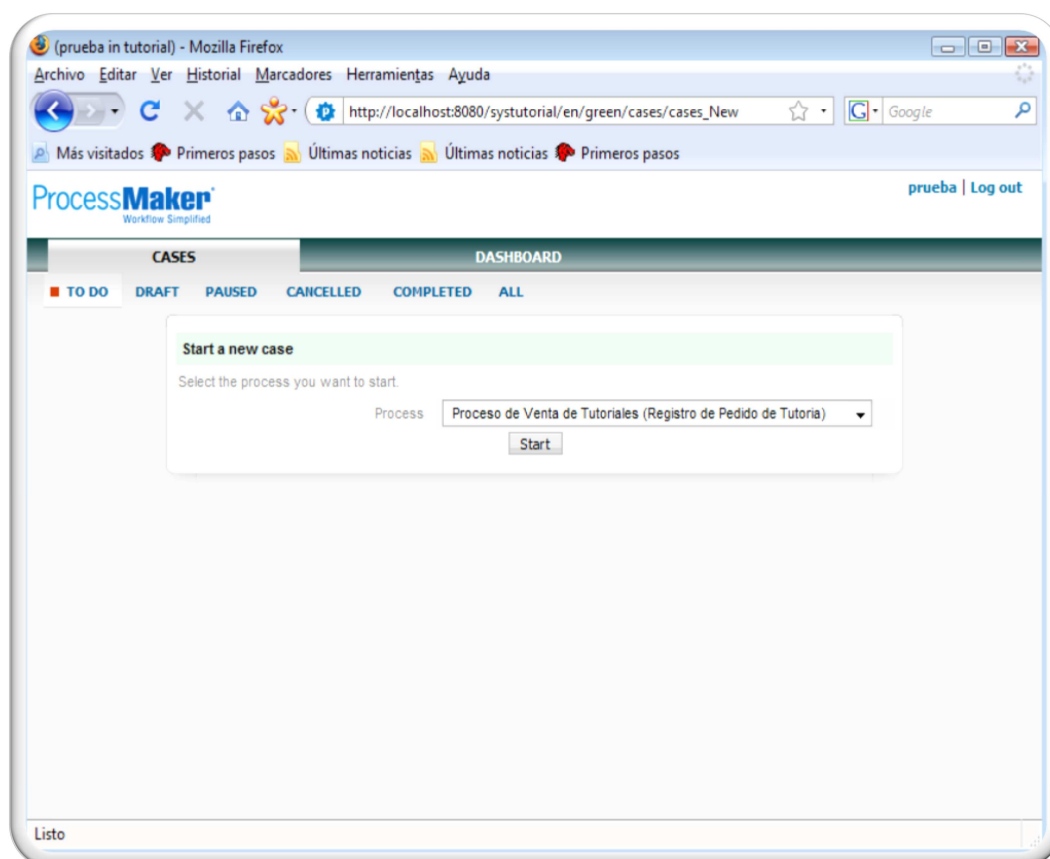 (prueba in tutorial) - Mozilla Firefox
Archivo Editar Ver Historial Marcadores Herramientas Ayuda
http://localhost:8080/systutorial/en/green/cases/cases_New
G Google
Más visitados Primeros pasos Últimas noticias Últimas noticias Primeros pasos
ProcessMaker
Workflow Simplified
prueba | Log out
CASES DASHBOARD
TO DO DRAFT PAUSED CANCELLED COMPLETED ALL
Start a new case
Select the process you want to start.
Process Proceso de Venta de Tutoriales (Registro de Pedido de Tutoria)
Start
Listo